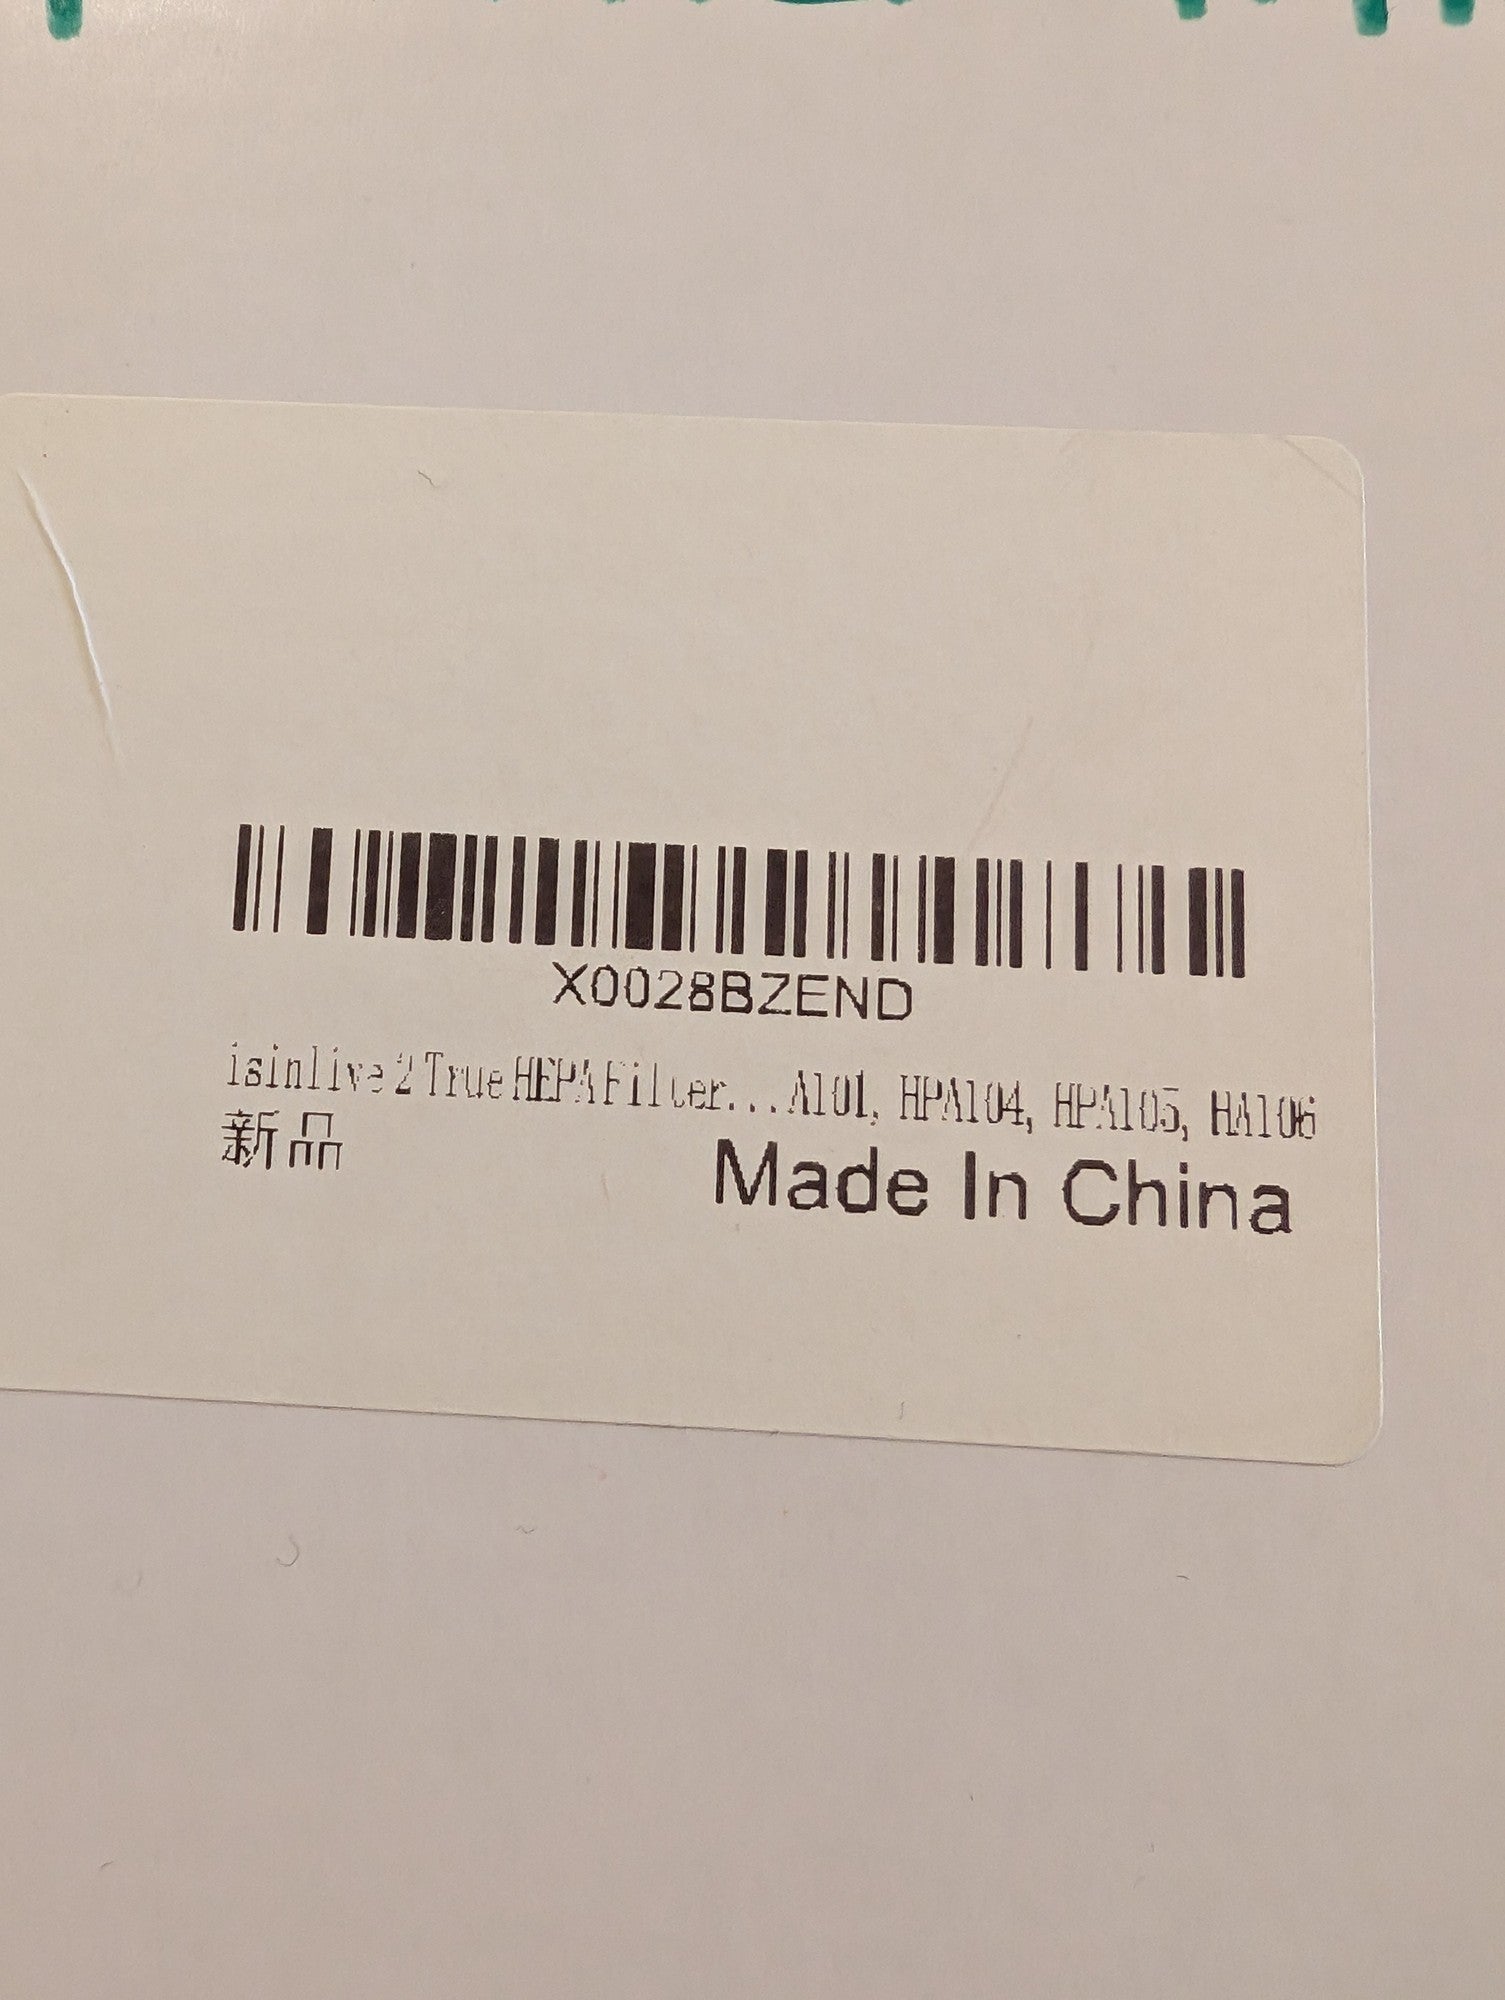 X0028BZEND
isinlive 2 True HEPA Filter...A101, HPA104, HPA105, HA106
新品
Made In China